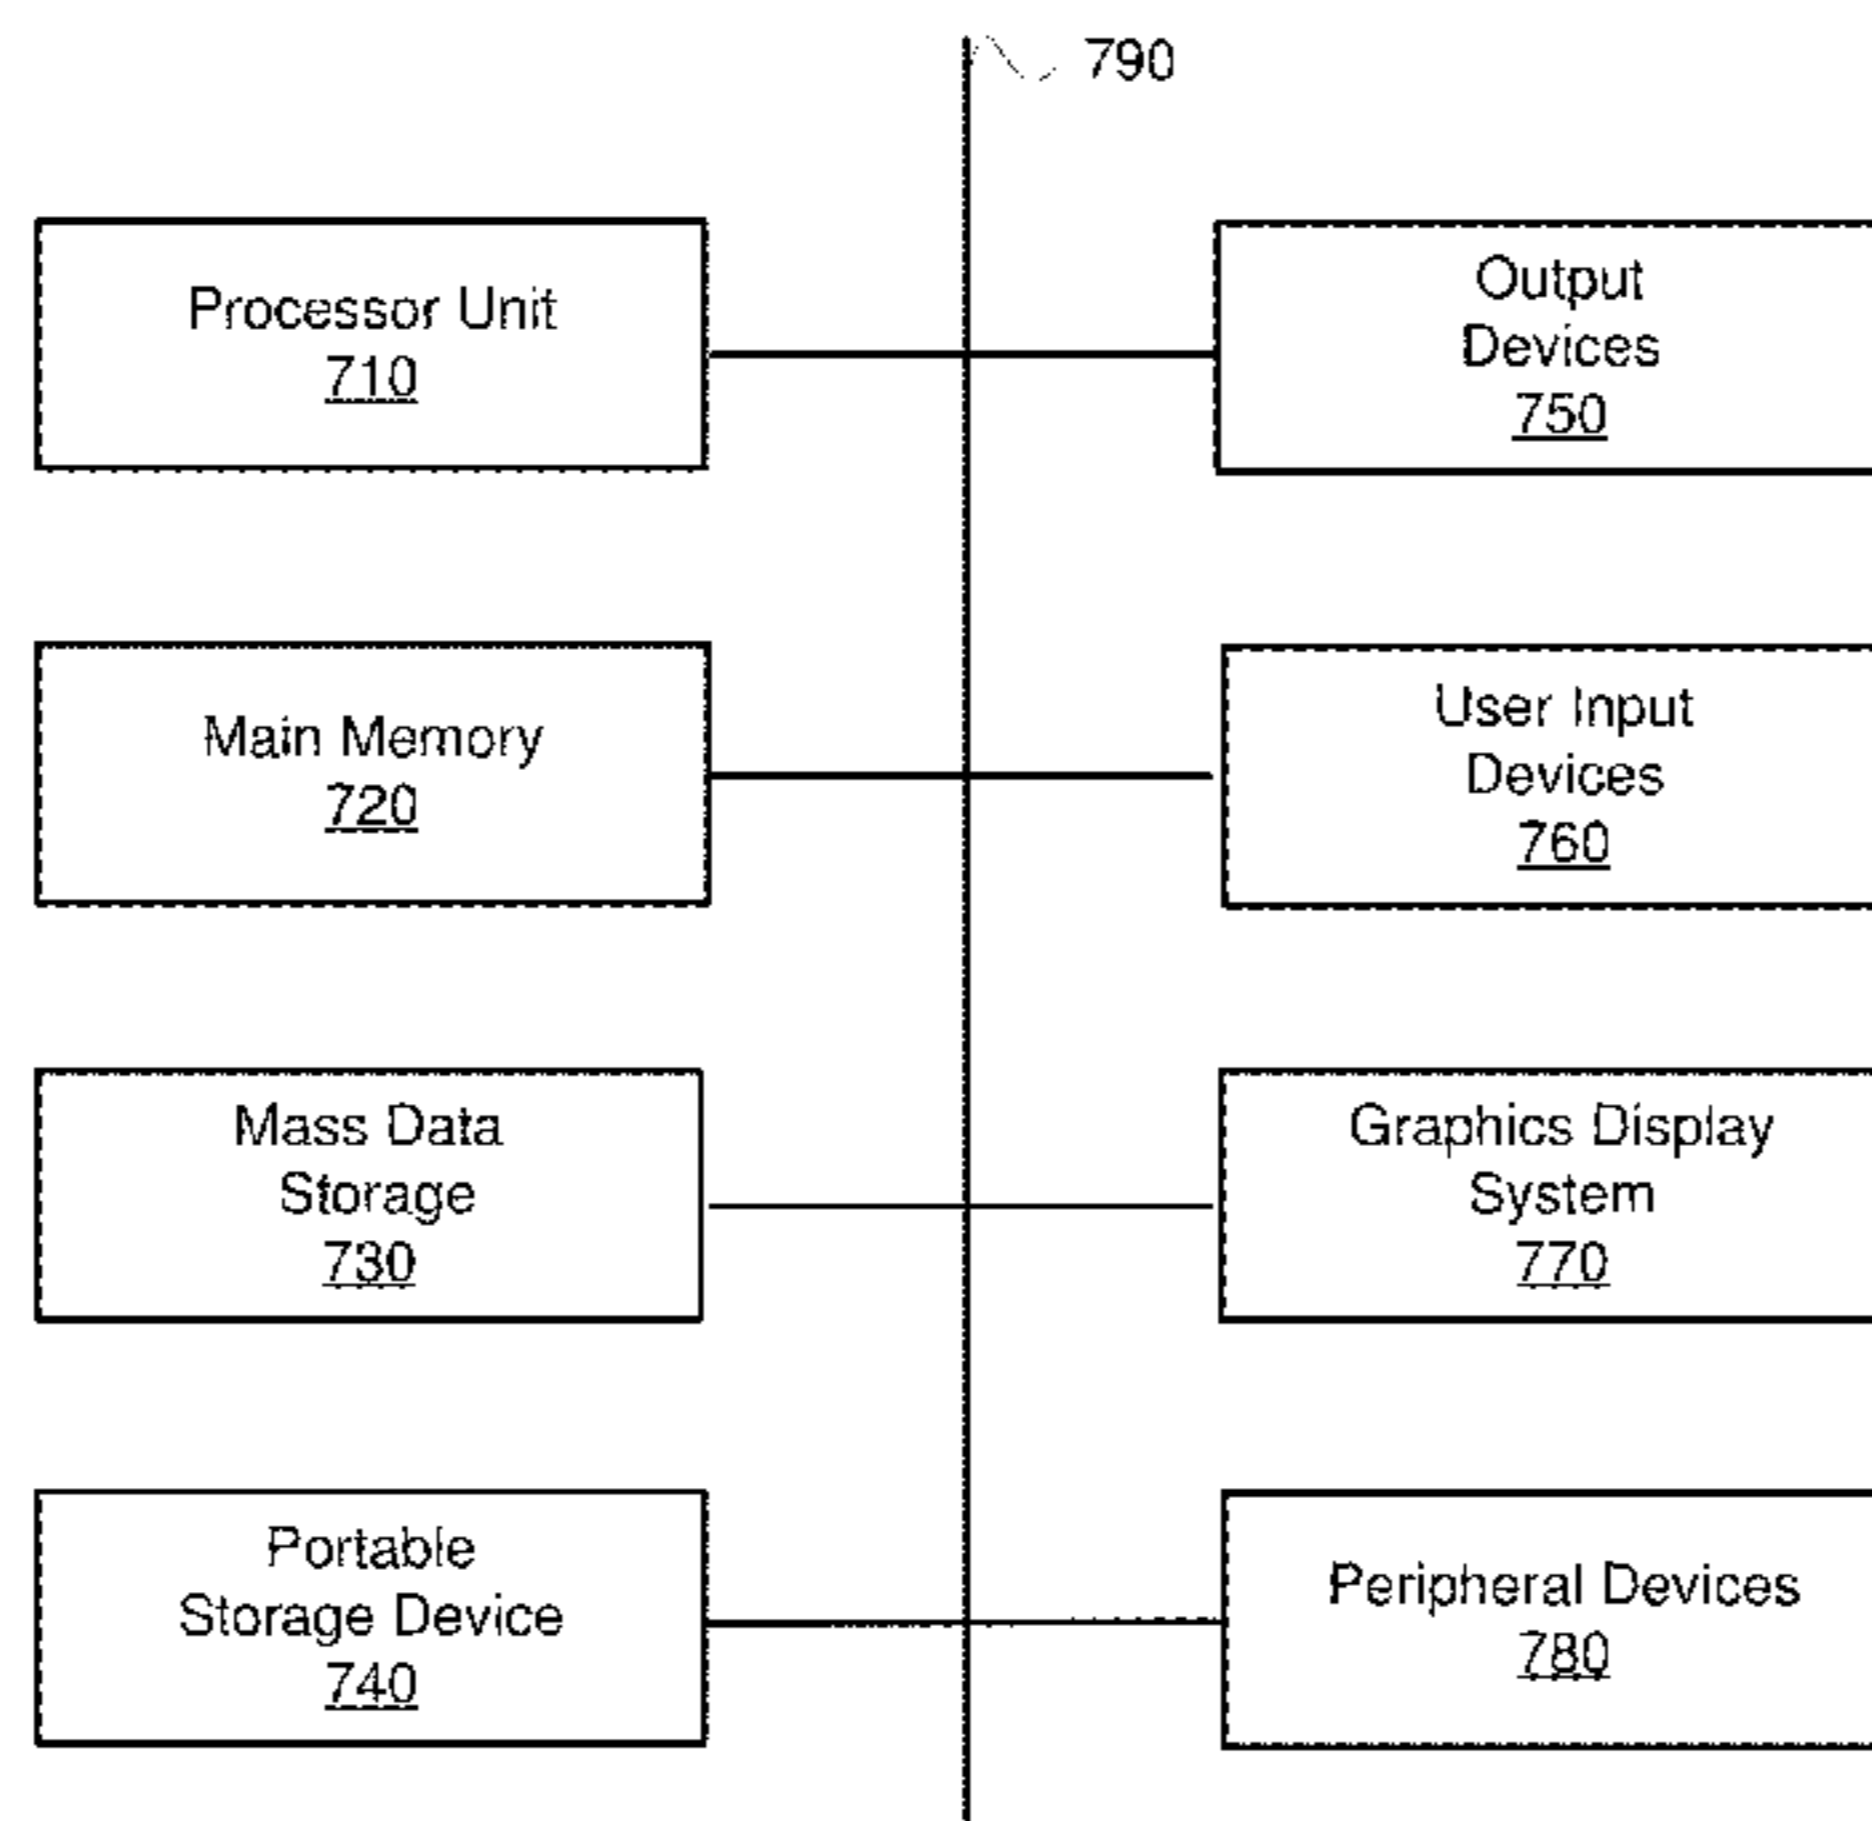 790
Processor Unit
710
Output
Devices
750
Main Memory
720
User Input
Devices
760
Mass Data
Storage
730
Graphics Display
System
770
Portable
Storage Device
740
Peripheral Devices
780